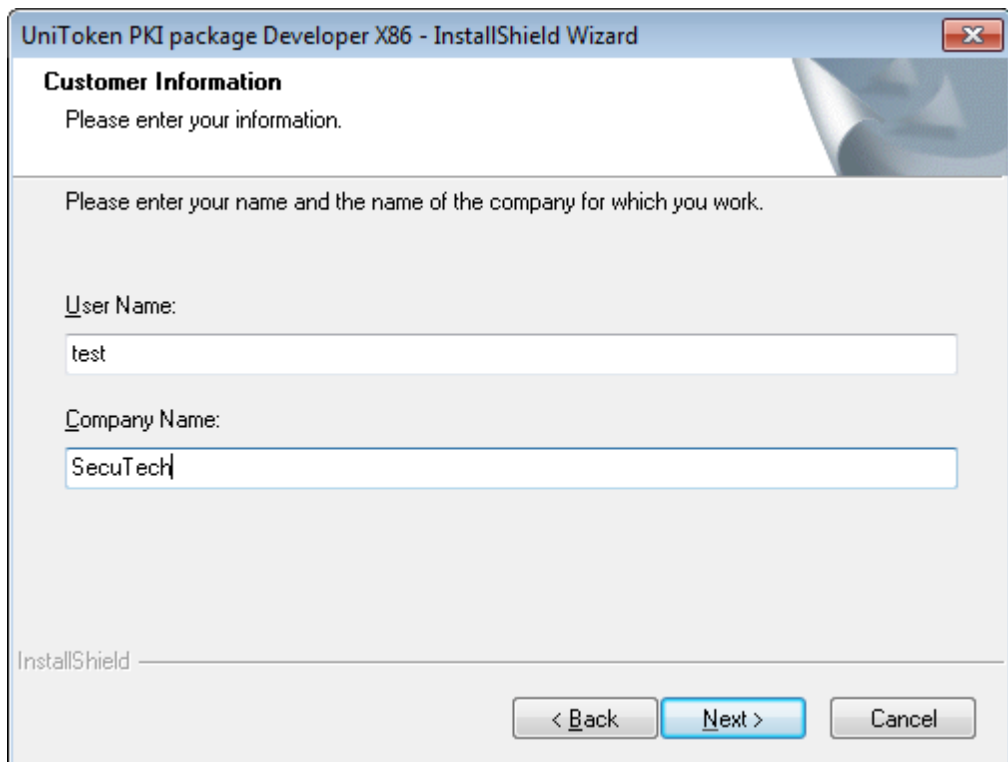 UniToken PKI package Developer X86 - InstallShield Wizard
Customer Information
Please enter your information.
Please enter your name and the name of the company for which you work.
User Name:
test
Company Name:
SecuTech
InstallShield
< Back Next > Cancel